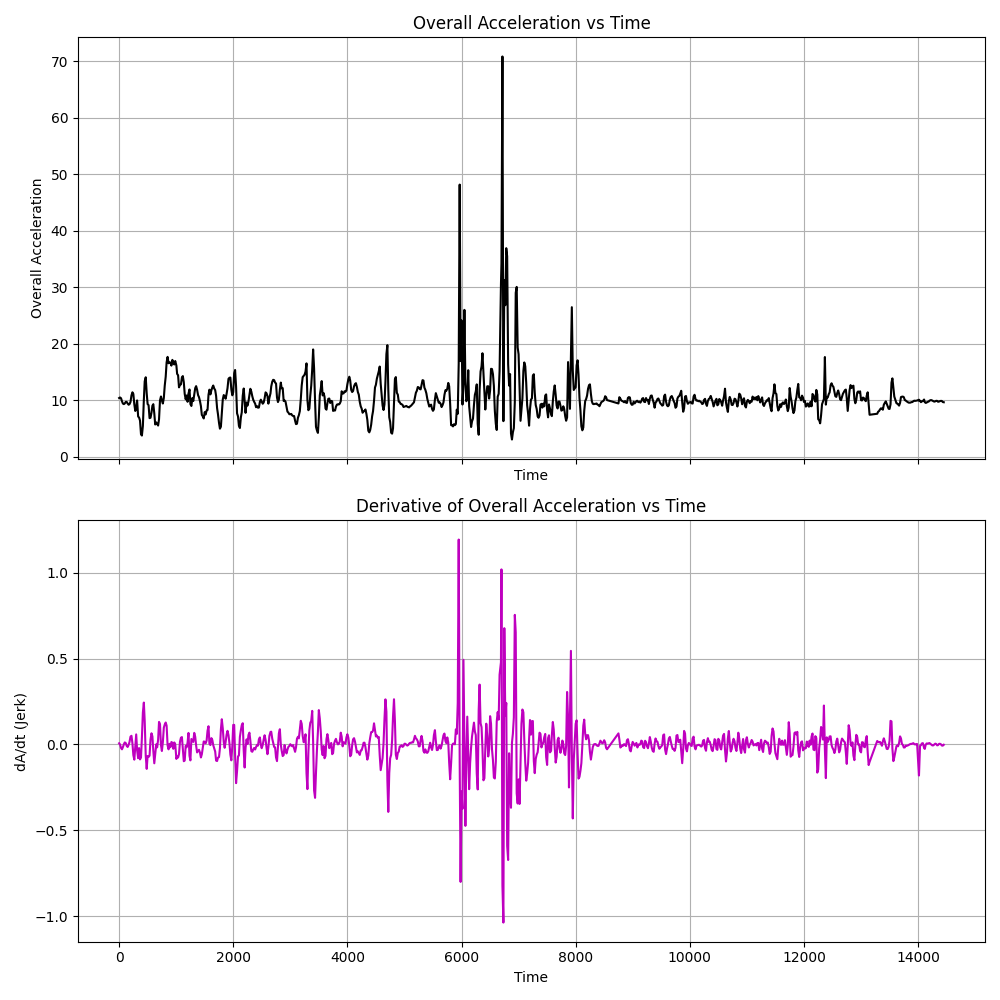 Overall Acceleration vs Time
70
60
50
40
30
20
10
0
Overall Acceleration
Time
Derivative of Overall Acceleration vs Time
1.0
0.5
0.0
−0.5
−1.0
dA/dt (Jerk)
0 2000 4000 6000 8000 10000 12000 14000
Time